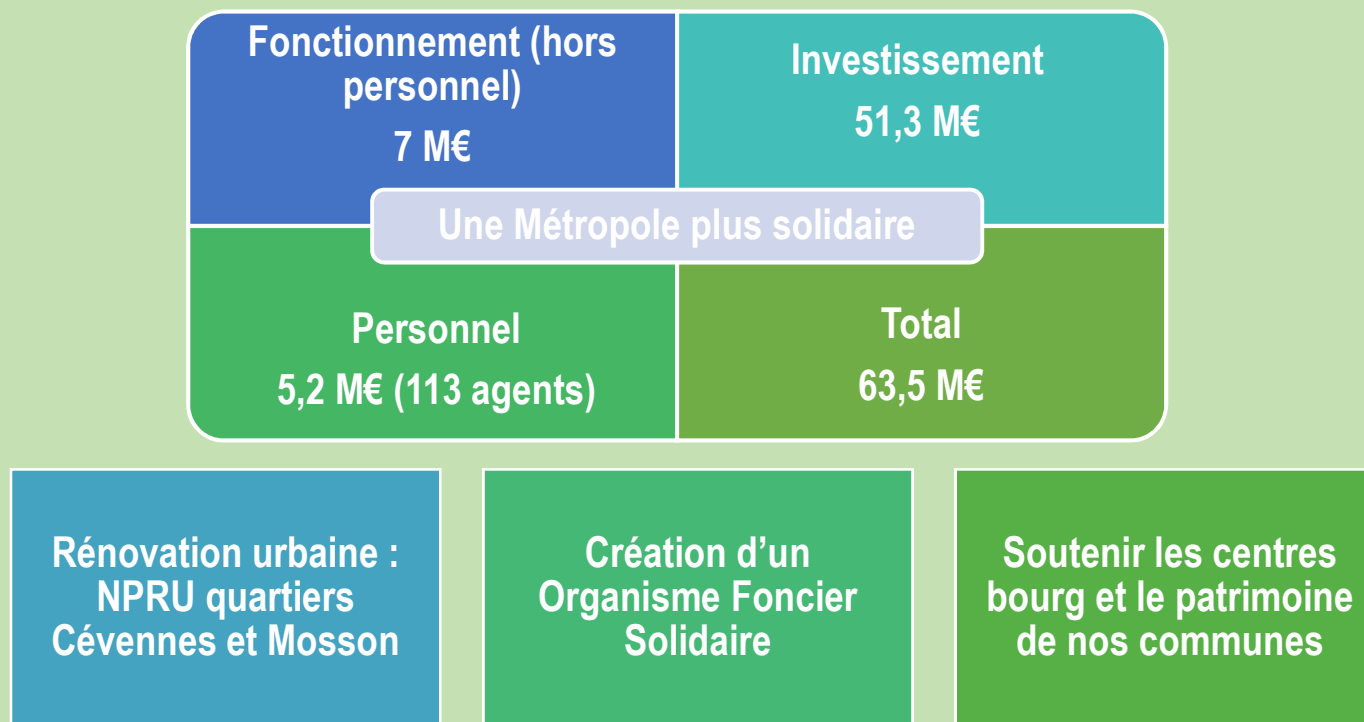 Fonctionnement (hors
personnel)
7 M€
Investissement
51,3 M€
Une Métropole plus solidaire
Personnel
5,2 M€ (113 agents)
Total
63,5 M€
Rénovation urbaine :
NPRU quartiers
Cévennes et Mosson
Création d’un
Organisme Foncier
Solidaire
Soutenir les centres
bourg et le patrimoine
de nos communes